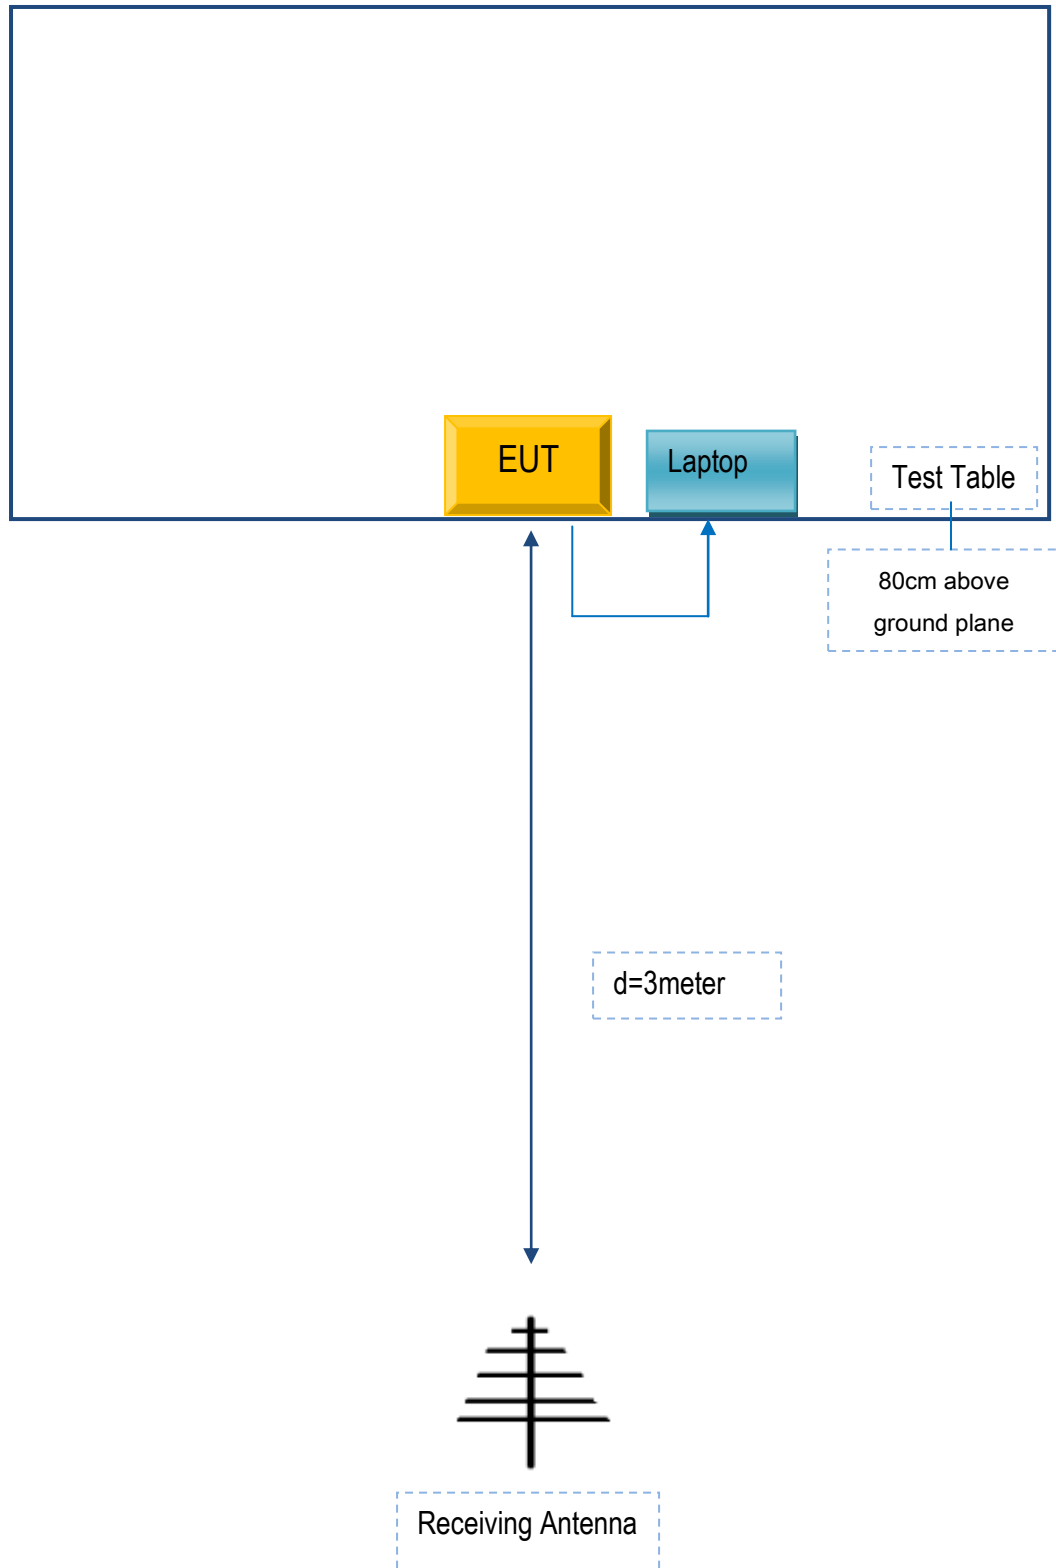 EUT
Laptop
Test Table
80cm above
ground plane
d=3meter
Receiving Antenna